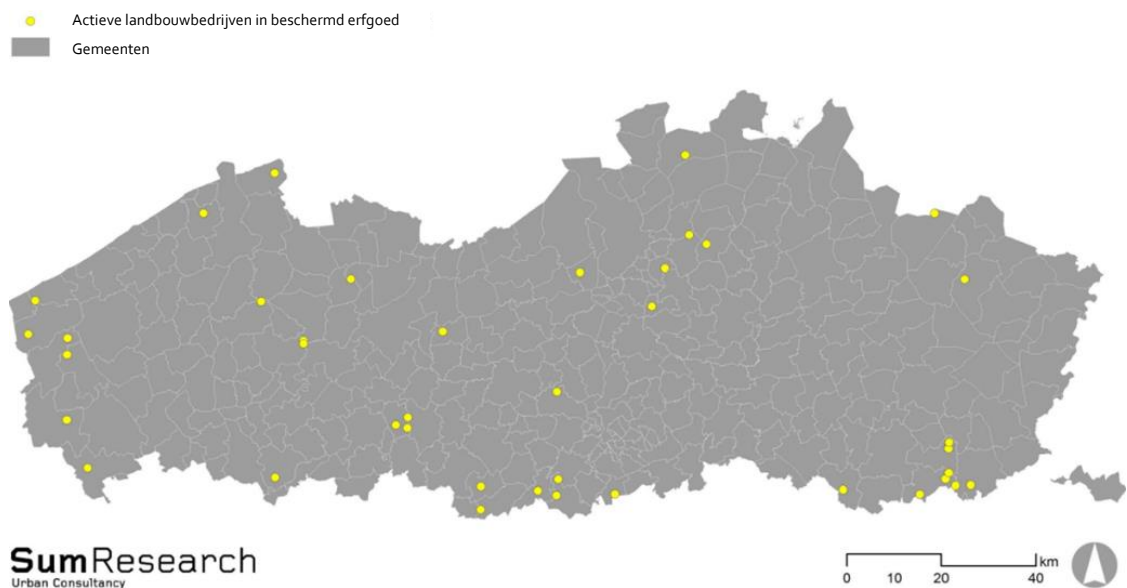 Actieve landbouwbedrijven in beschermd erfgoed
Gemeenten
SumResearch
Urban Consultancy
km
0 10 20 40